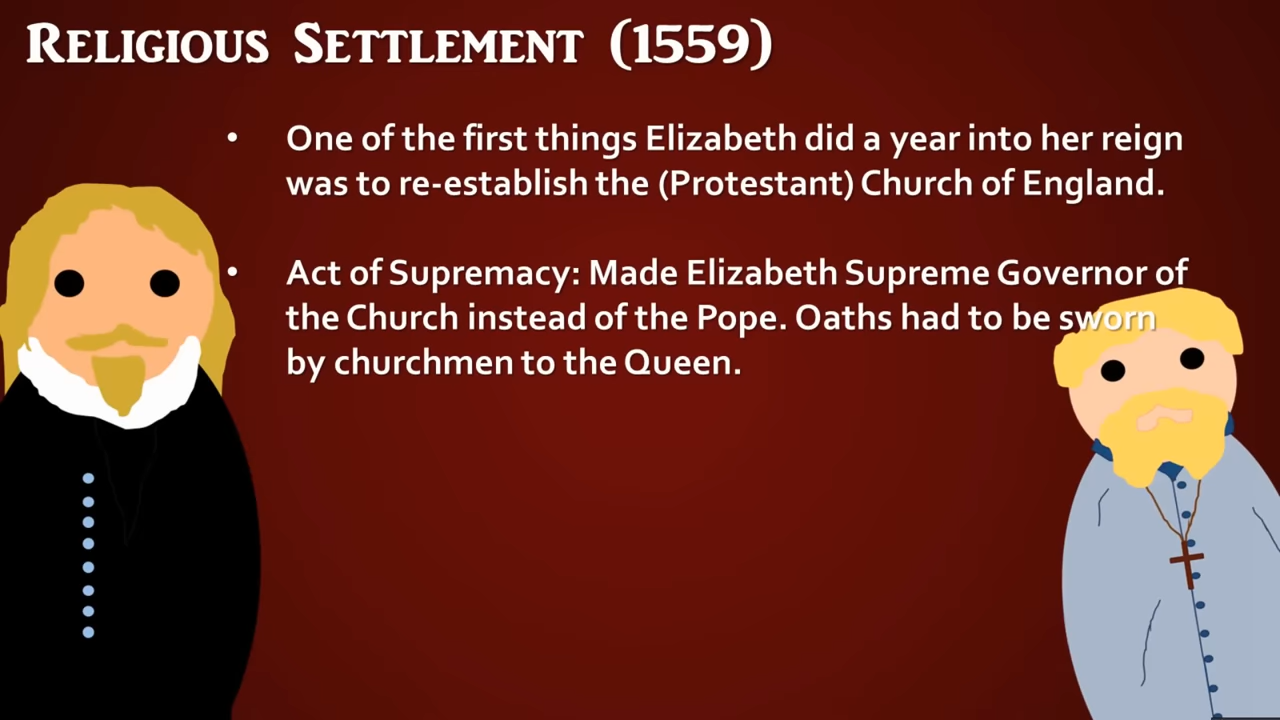 Religious Settlement (1559)
• One of the first things Elizabeth did a year into her reign
was to re-establish the (Protestant) Church of England.
• Act of Supremacy: Made Elizabeth Supreme Governor of
the Church instead of the Pope. Oaths had to be sworn
by churchmen to the Queen.